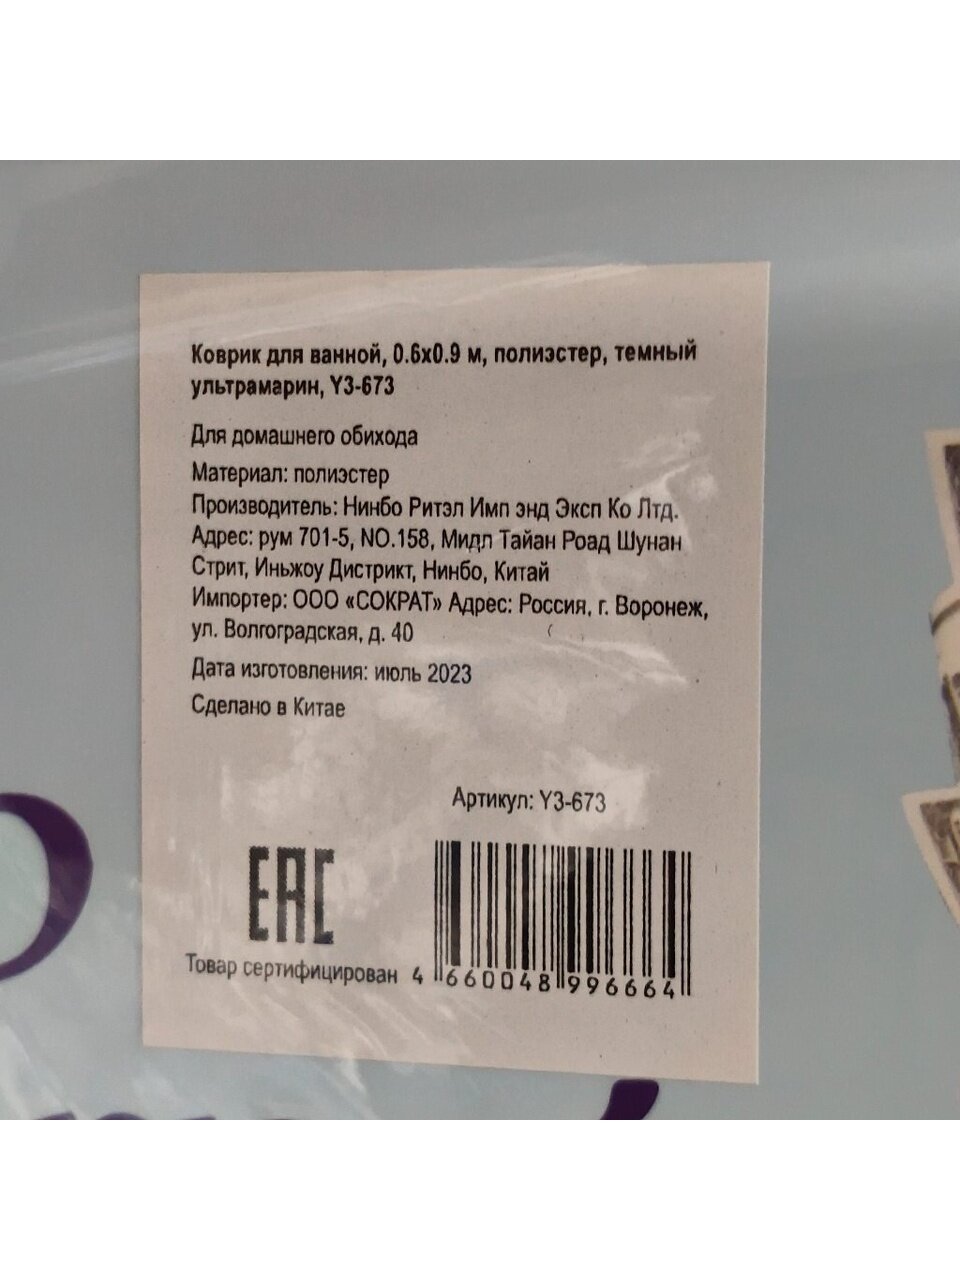 Коврик для ванной, 0.6х0.9 м, полиэстер, темный
ультрамарин, Y3-673
Для домашнего обихода
Материал: полиэстер
Производитель: Нинбо Ритэл Имп энд Эксп Ко Лтд.
Адрес: рум 701-5, NO.158, Мидл Тайан Роад Шунан
Стрит, Иньжоу Дистрикт, Нинбо, Китай
Импортер: ООО «СОКРАТ» Адрес: Россия, г. Воронеж,
ул. Волгоградская, д. 40
Дата изготовления: июль 2023
Сделано в Китае
Артикул: Y3-673
EAC
Товар сертифицирован
4 660048 996664